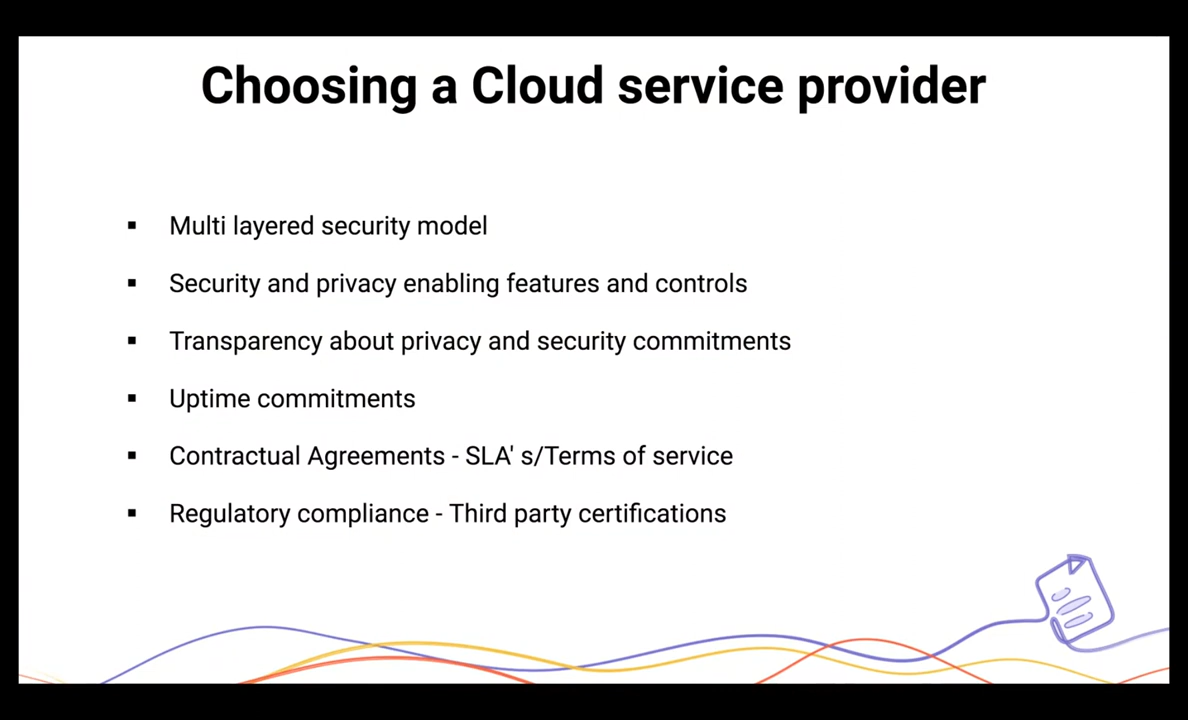 Choosing a Cloud service provider
▪ Multi layered security model
▪ Security and privacy enabling features and controls
▪ Transparency about privacy and security commitments
▪ Uptime commitments
▪ Contractual Agreements - SLA' s/Terms of service
▪ Regulatory compliance - Third party certifications